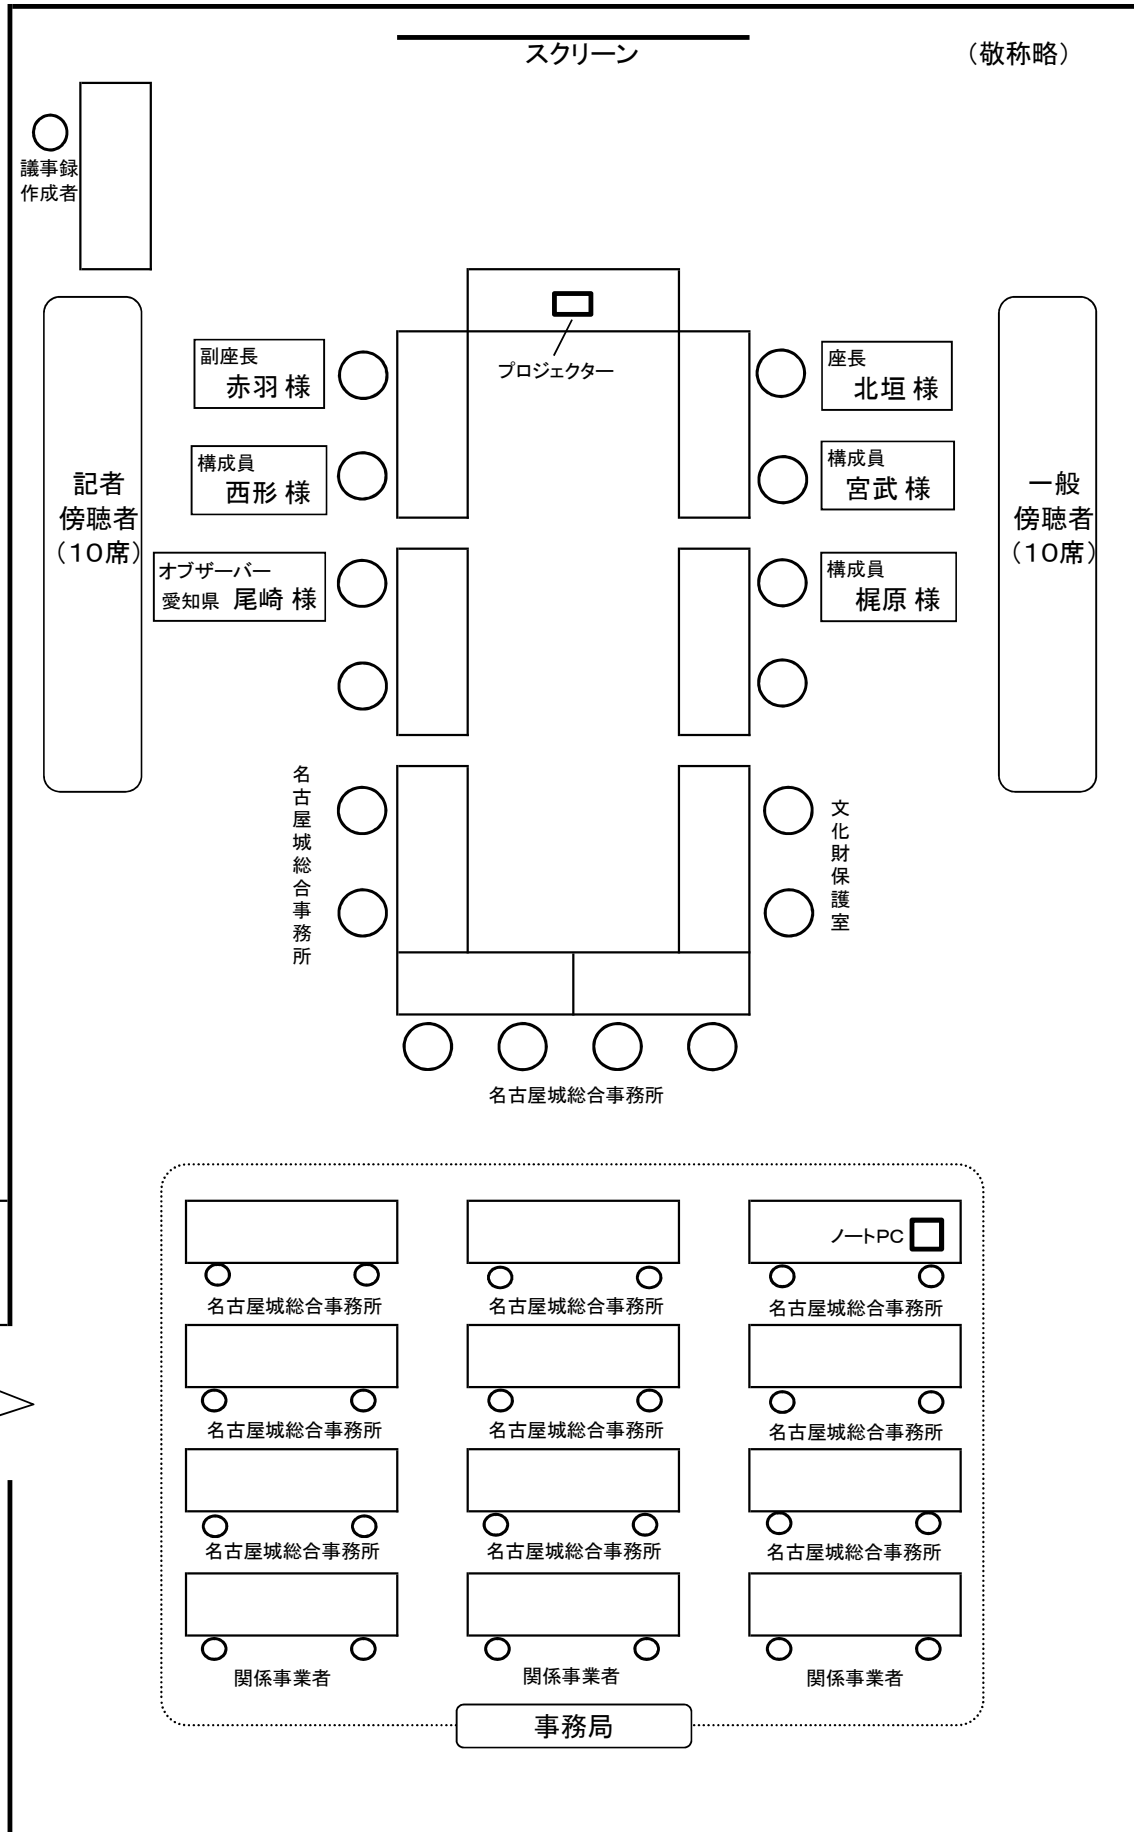 スクリーン
（敬称略）
議事録
作成者
プロジェクター
副座長
赤羽 様
座長
北垣 様
構成員
西形 様
構成員
宮武 様
記者
傍聴者
（10席）
一般
傍聴者
（10席）
オブザーバー
愛知県 尾崎 様
構成員
梶原 様
名古屋城総合事務所
文化財保護室
名古屋城総合事務所
ノートPC
名古屋城総合事務所
名古屋城総合事務所
名古屋城総合事務所
名古屋城総合事務所
名古屋城総合事務所
名古屋城総合事務所
名古屋城総合事務所
名古屋城総合事務所
名古屋城総合事務所
関係事業者
関係事業者
関係事業者
事務局